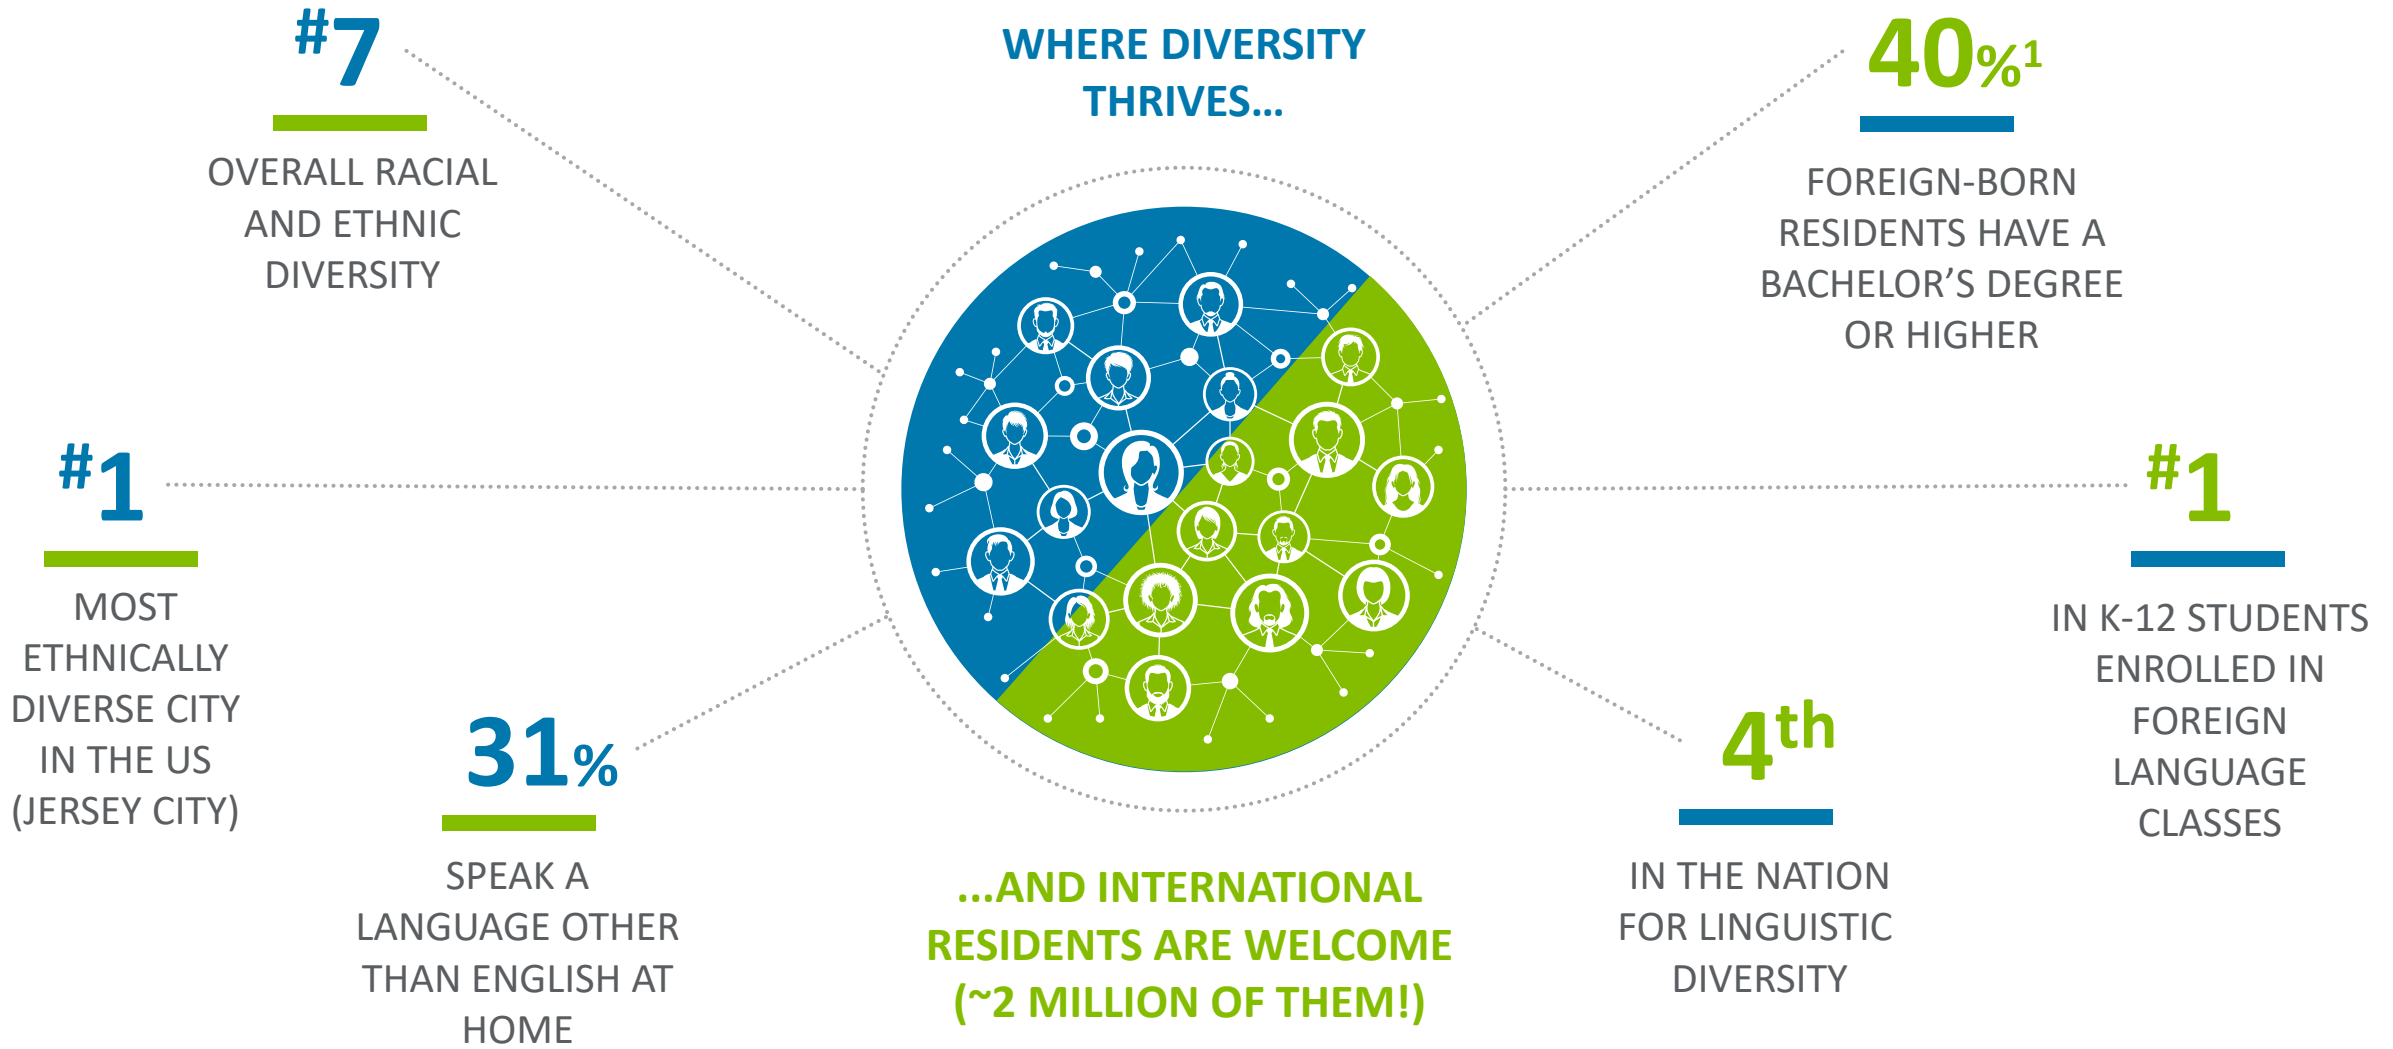 #7
OVERALL RACIAL
AND ETHNIC
DIVERSITY
#1
MOST
ETHNICALLY
DIVERSE CITY
IN THE US
(JERSEY CITY)
31%
SPEAK A
LANGUAGE OTHER
THAN ENGLISH AT
HOME
WHERE DIVERSITY
THRIVES...
...AND INTERNATIONAL
RESIDENTS ARE WELCOME
(~2 MILLION OF THEM!)
40%1
FOREIGN-BORN
RESIDENTS HAVE A
BACHELOR’S DEGREE
OR HIGHER
#1
IN K-12 STUDENTS
ENROLLED IN
FOREIGN
LANGUAGE
CLASSES
4th
IN THE NATION
FOR LINGUISTIC
DIVERSITY